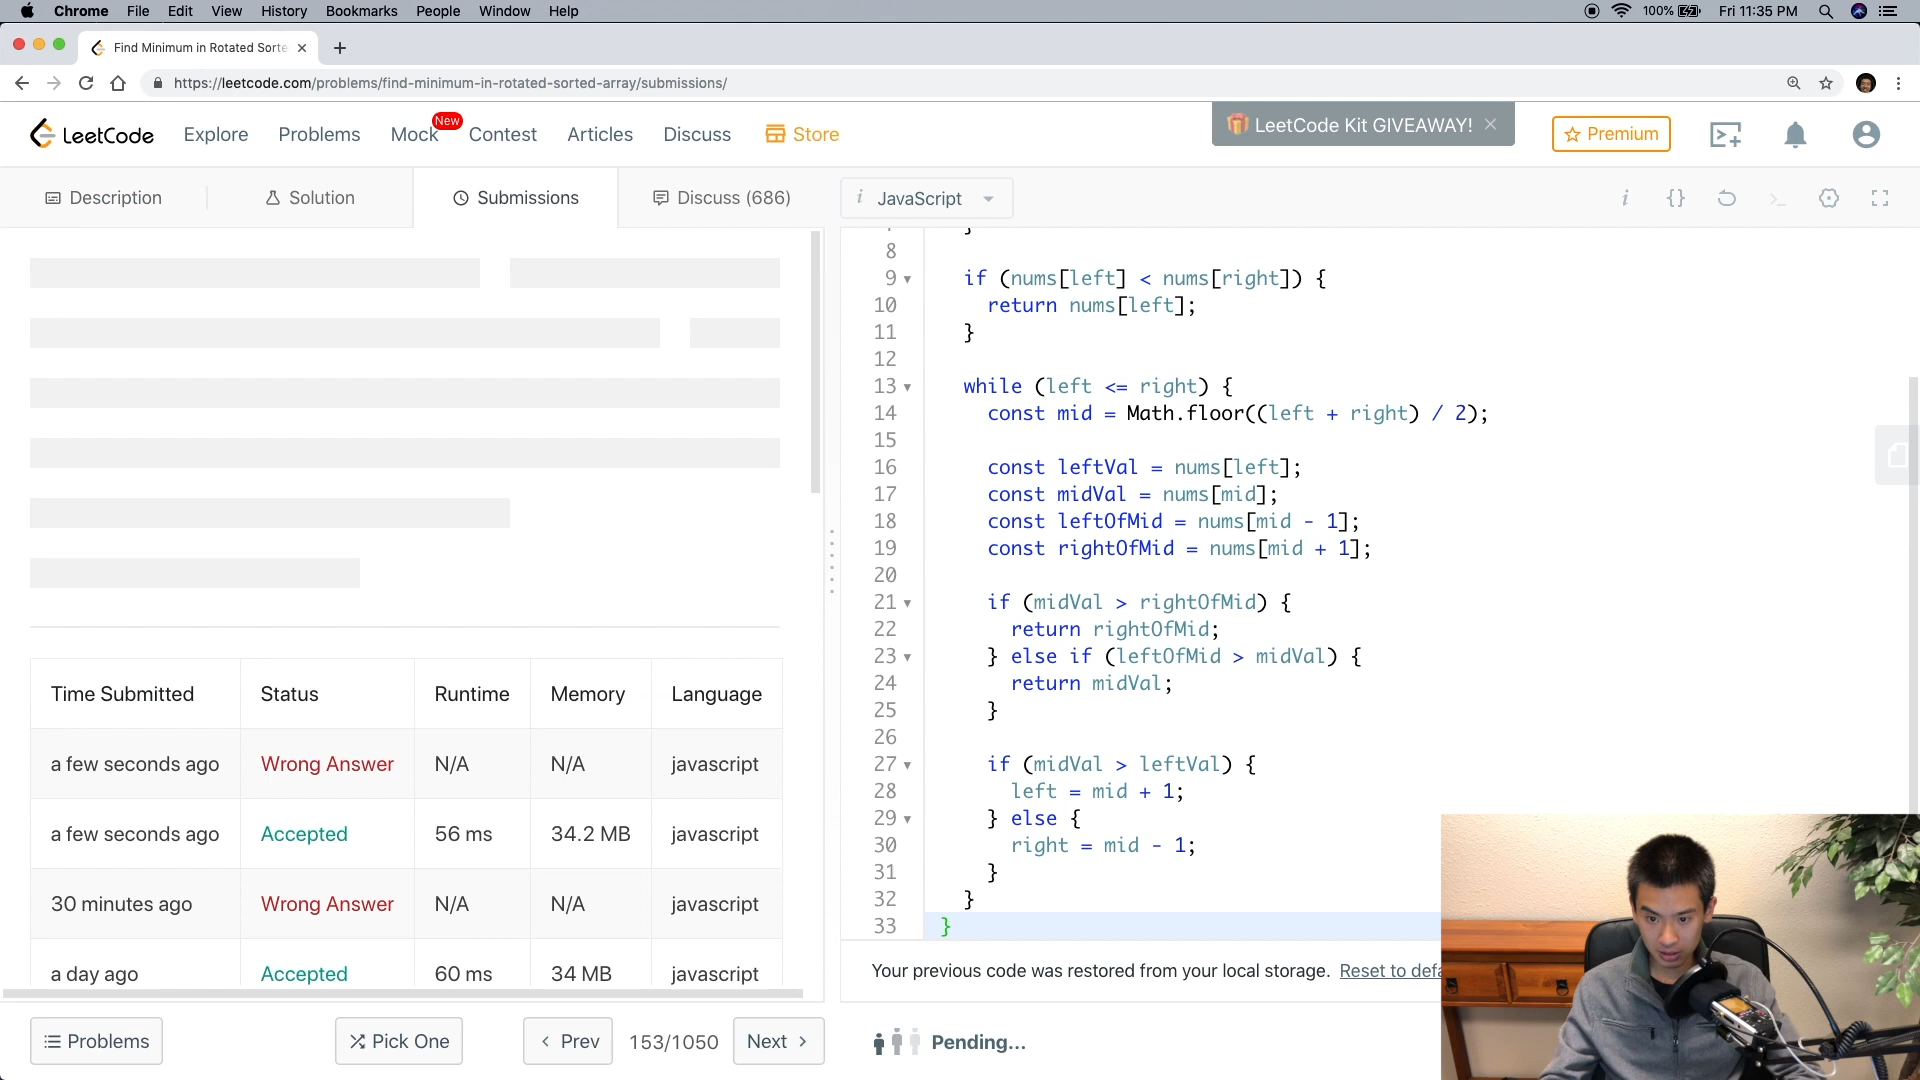 Chrome File Edit View History Bookmarks People Window Help 100% Fri 11:35 PM
Find Minimum in Rotated Sorte
https://leetcode.com/problems/find-minimum-in-rotated-sorted-array/submissions/
LeetCode Explore Problems Mock New Contest Articles Discuss Store LeetCode Kit GIVEAWAY! Premium
Description Solution Submissions Discuss (686) i JavaScript i {}
}
8
9 if (nums[left] < nums[right]) {
10 return nums[left];
11 }
12
13 while (left <= right) {
14 const mid = Math.floor((left + right) / 2);
15
16 const leftVal = nums[left];
17 const midVal = nums[mid];
18 const leftOfMid = nums[mid - 1];
19 const rightOfMid = nums[mid + 1];
20
21 if (midVal > rightOfMid) {
22 return rightOfMid;
23 } else if (leftOfMid > midVal) {
24 return midVal;
25 }
26
27 if (midVal > leftVal) {
28 left = mid + 1;
29 } else {
30 right = mid - 1;
31 }
32 }
33 }
Time Submitted Status Runtime Memory Language
a few seconds ago Wrong Answer N/A N/A javascript
a few seconds ago Accepted 56 ms 34.2 MB javascript
30 minutes ago Wrong Answer N/A N/A javascript
a day ago Accepted 60 ms 34 MB javascript
Your previous code was restored from your local storage. Reset to defa
Problems Pick One Prev 153/1050 Next Pending...